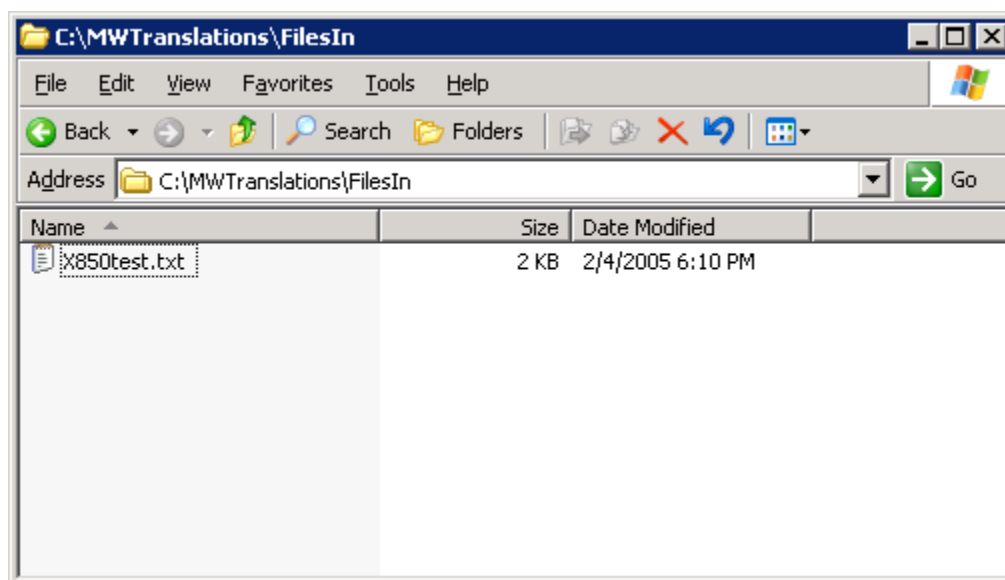 C:\MWTranslations\FilesIn
File Edit View Favorites Tools Help
Back Search Folders
Address C:\MWTranslations\FilesIn Go
Name Size Date Modified
X850test.txt 2 KB 2/4/2005 6:10 PM